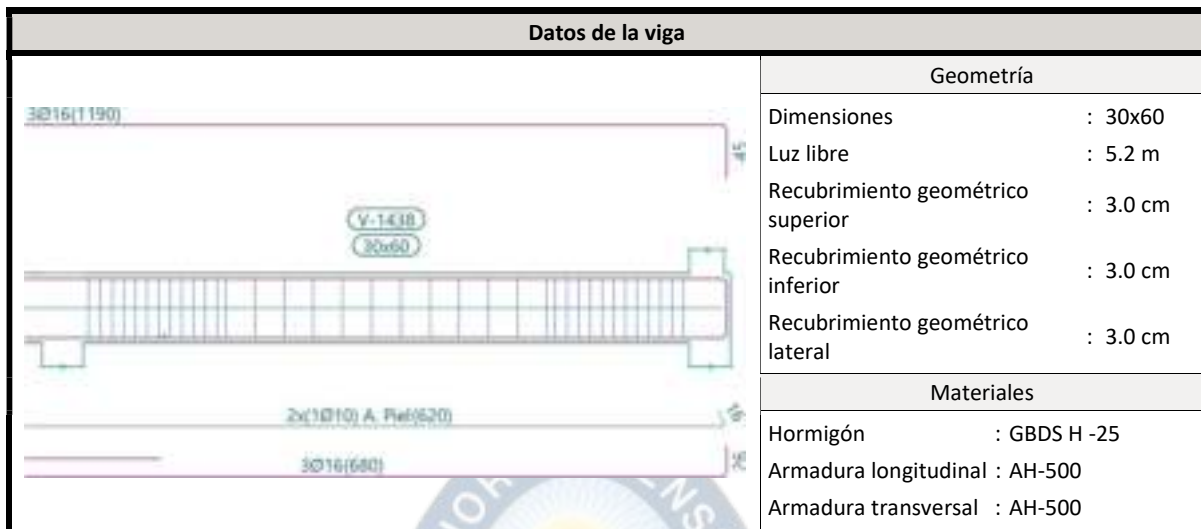 Datos de la viga
3Ø16(1190)
45
V-1438
30x60
2x(1Ø10) A. Piel(620)
16
3Ø16(680)
Geometría
Dimensiones : 30x60
Luz libre : 5.2 m
Recubrimiento geométrico
superior : 3.0 cm
Recubrimiento geométrico
inferior : 3.0 cm
Recubrimiento geométrico
lateral : 3.0 cm
Materiales
Hormigón : GBDS H -25
Armadura longitudinal : AH-500
Armadura transversal : AH-500